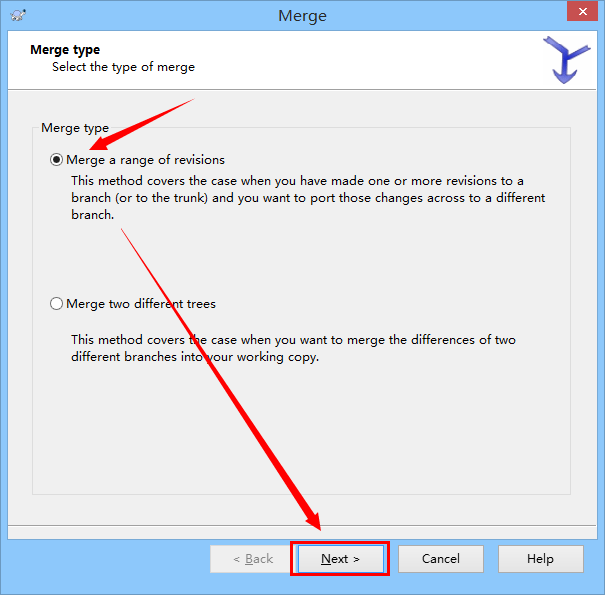 Merge
Merge type
Select the type of merge
Merge type
Merge a range of revisions
This method covers the case when you have made one or more revisions to a
branch (or to the trunk) and you want to port those changes across to a different
branch.
Merge two different trees
This method covers the case when you want to merge the differences of two
different branches into your working copy.
< Back
Next >
Cancel
Help